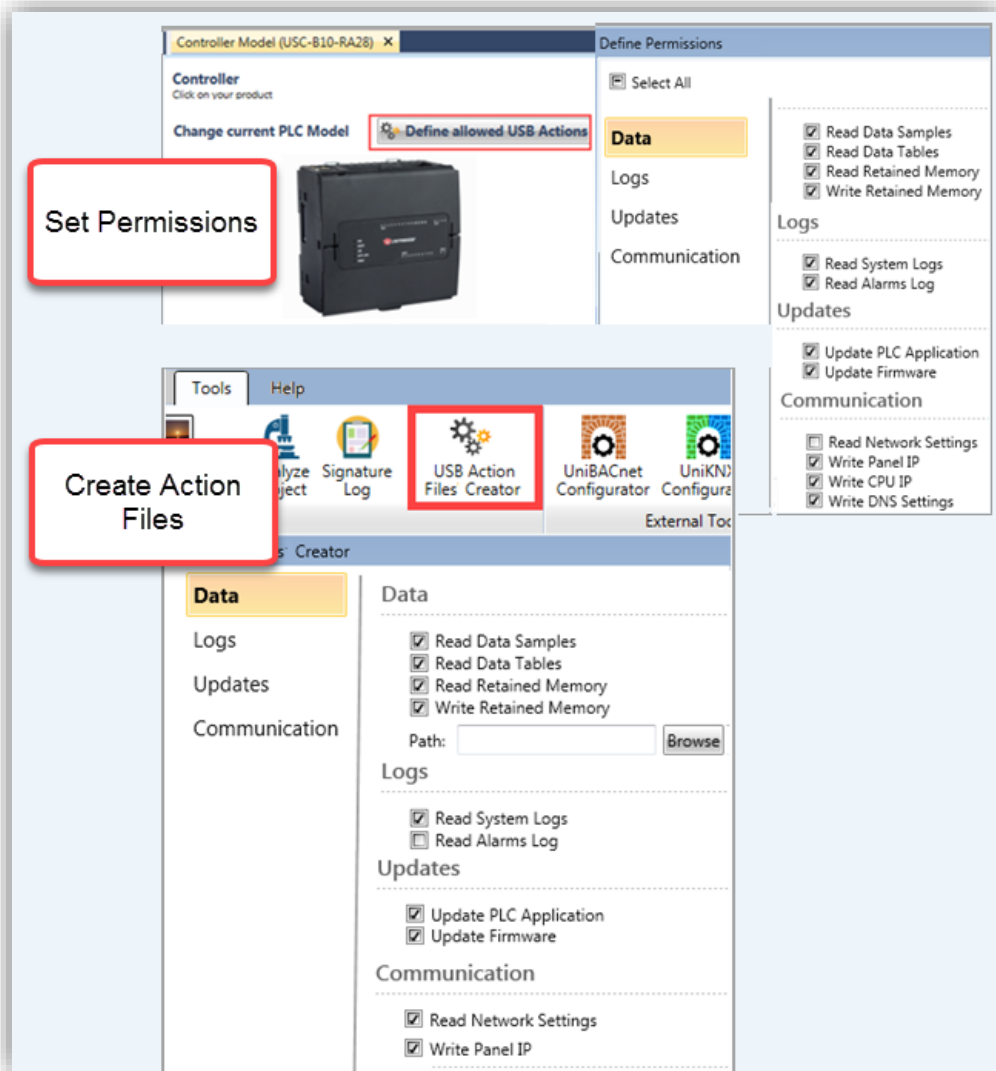 Controller Model (USC-B10-RA28) X
Controller
Click on your product
Change current PLC Model
Define allowed USB Actions
Set Permissions
Define Permissions
Select All
Data
Logs
Updates
Communication
Read Data Samples
Read Data Tables
Read Retained Memory
Write Retained Memory
Logs
Read System Logs
Read Alarms Log
Updates
Update PLC Application
Update Firmware
Communication
Read Network Settings
Write Panel IP
Write CPU IP
Write DNS Settings
Tools Help
Signature
Log
USB Action
Files Creator
UniBACnet
Configurator
External
Create Action
Files
Creator
Data
Logs
Updates
Communication
Data
Read Data Samples
Read Data Tables
Read Retained Memory
Write Retained Memory
Path:
Browse
Logs
Read System Logs
Read Alarms Log
Updates
Update PLC Application
Update Firmware
Communication
Read Network Settings
Write Panel IP